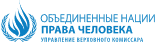 ОБЪЕДИНЕННЫЕ НАЦИИ
ПРАВА ЧЕЛОВЕКА
УПРАВЛЕНИЕ ВЕРХОВНОГО КОМИССАРА